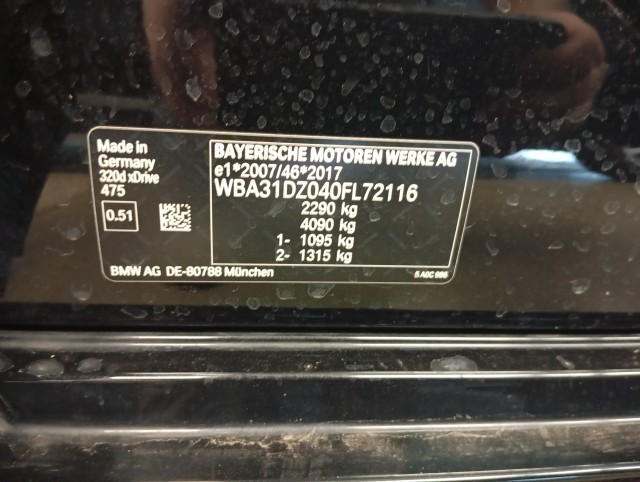 Made in
Germany
320d xDrive
475
0.51
BAYERISCHE MOTOREN WERKE AG
e1*2007/46*2017
WBA31DZ040FL72116
2290 kg
4090 kg
1- 1095 kg
2- 1315 kg
BMW AG DE-80788 München